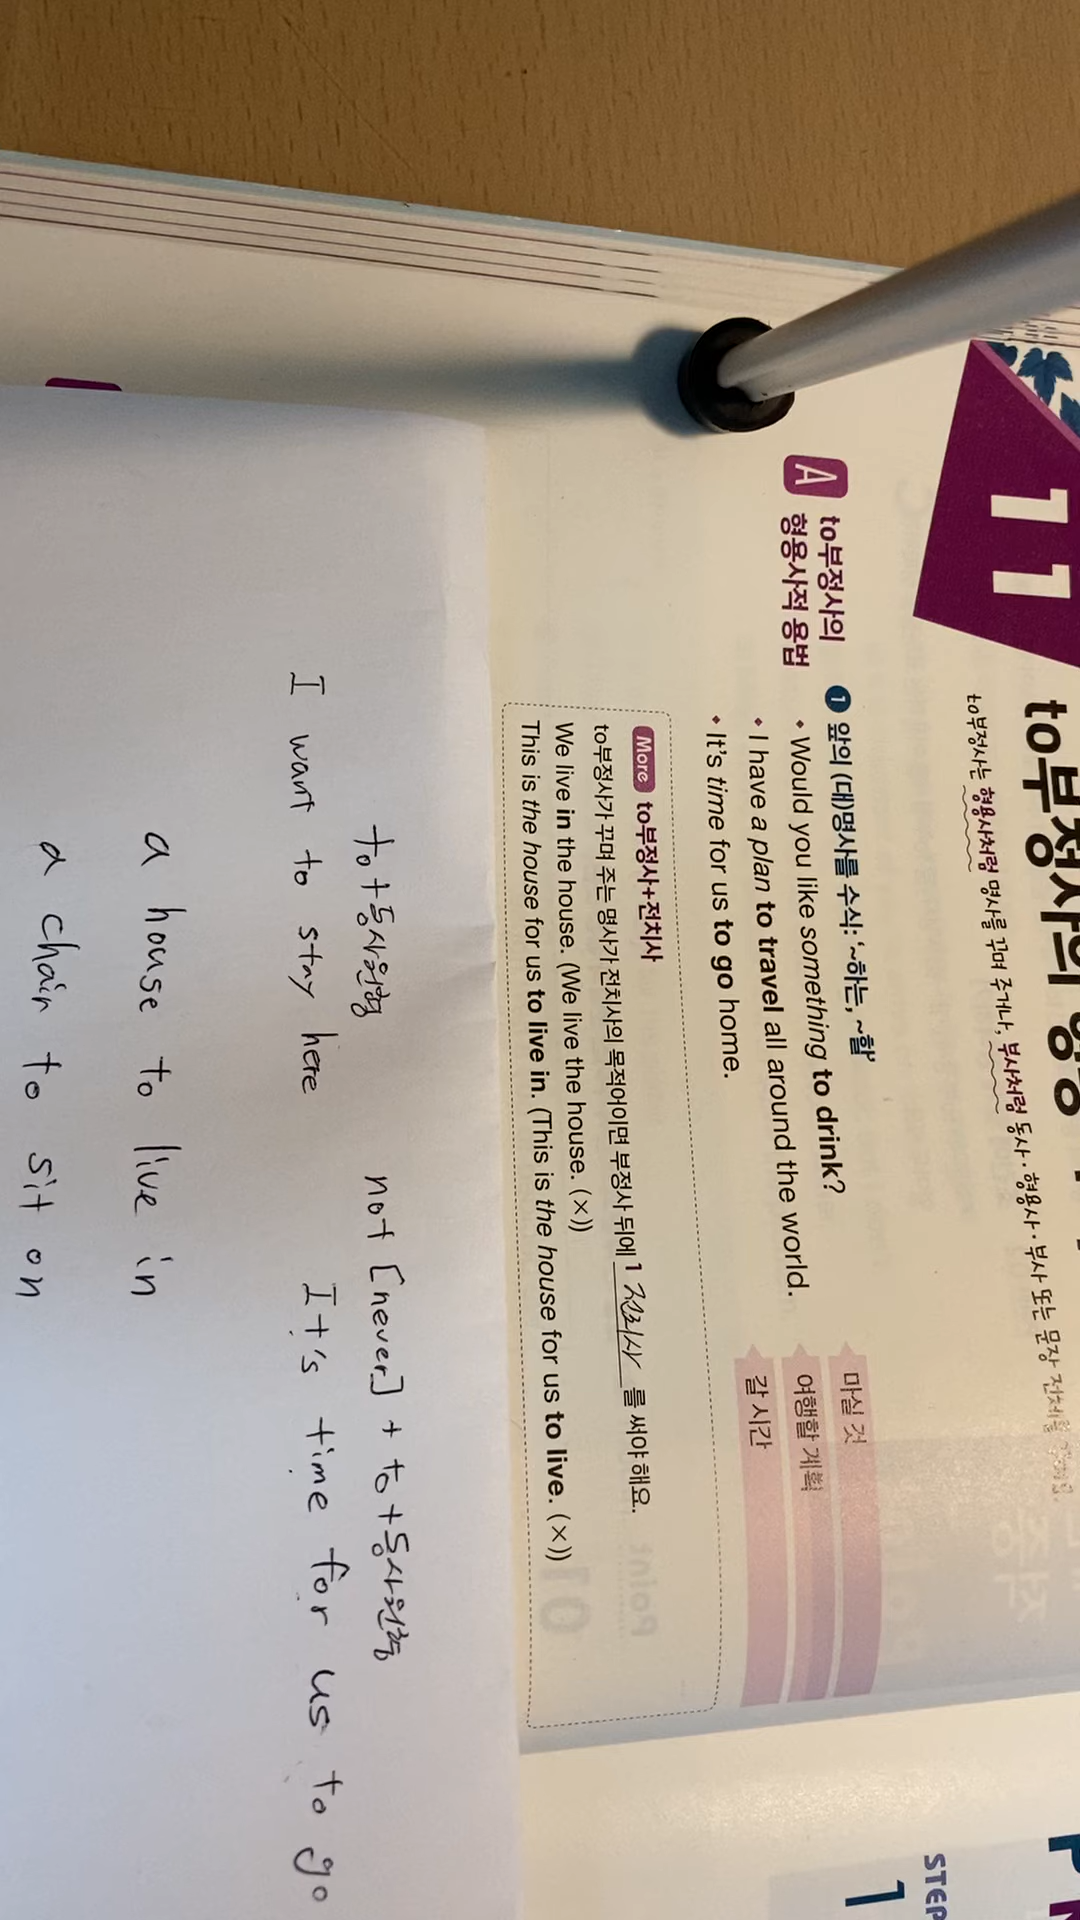 11
to부정사의
to부정사는 형용사처럼 명사를 꾸며 주거나, 부사처럼 동사·형용사·부사 또는 문장 전체를
A to부정사의
형용사적 용법
1 앞의 (대)명사를 수식: '~하는, ~할'
• Would you like something to drink?
마실 것
• I have a plan to travel all around the world.
여행할 계획
• It's time for us to go home.
갈 시간
More to부정사+전치사
to부정사가 꾸며 주는 명사가 전치사의 목적어이면 부정사 뒤에 1 전치사 를 써야 해요.
We live in the house. (We live the house. (×))
This is the house for us to live in. (This is the house for us to live. (×))
to+동사원형 not [never] + to+동사원형
I want to stay here It's time for us to go
a house to live in
a chair to sit on
STEP
1